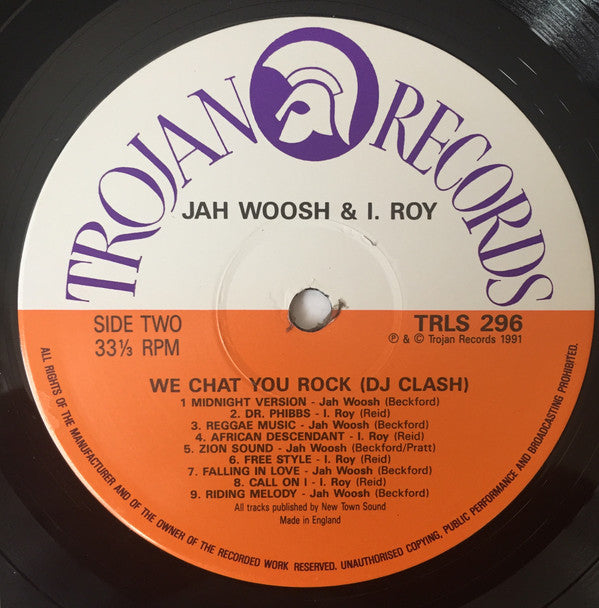 TROJAN RECORDS
JAH WOOSH & I. ROY
SIDE TWO
33⅓ RPM
TRLS 296
℗ & © Trojan Records 1991
WE CHAT YOU ROCK (DJ CLASH)
1 MIDNIGHT VERSION - Jah Woosh (Beckford)
2. DR. PHIBBS - I. Roy (Reid)
3. REGGAE MUSIC - Jah Woosh (Beckford)
4. AFRICAN DESCENDANT - I. Roy (Reid)
5. ZION SOUND - Jah Woosh (Beckford/Pratt)
6. FREE STYLE - I. Roy (Reid)
7. FALLING IN LOVE - Jah Woosh (Beckford)
8. CALL ON I - I. Roy (Reid)
9. RIDING MELODY - Jah Woosh (Beckford)
All tracks published by New Town Sound
Made in England
ALL RIGHTS OF THE MANUFACTURER AND OF THE OWNER OF THE RECORDED WORK RESERVED. UNAUTHORISED COPYING, PUBLIC PERFORMANCE AND BROADCASTING PROHIBITED.